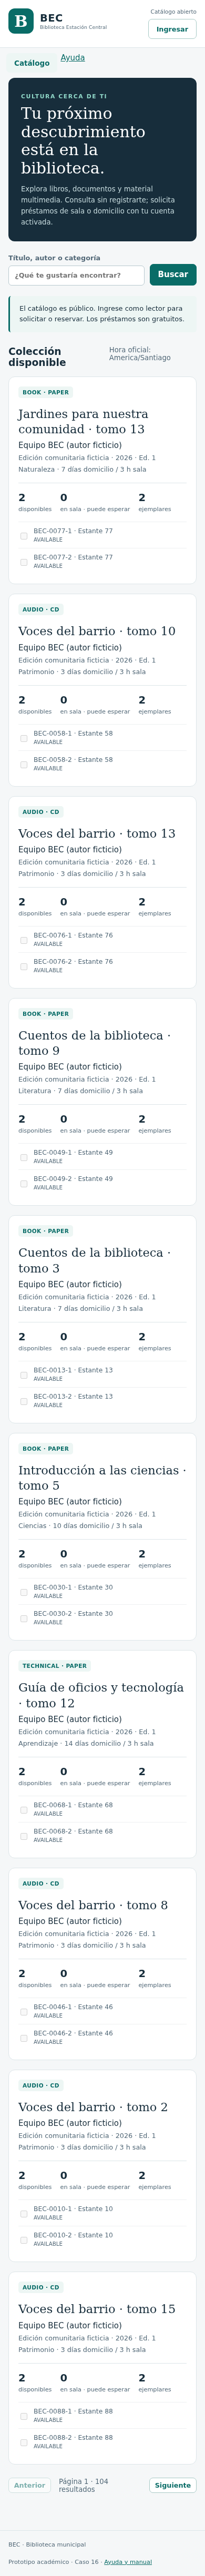 B
BEC
Biblioteca Estación Central
Catálogo abierto
Ingresar
Catálogo
Ayuda
CULTURA CERCA DE TI
Tu próximo
descubrimiento
está en la
biblioteca.
Explora libros, documentos y material
multimedia. Consulta sin registrarte; solicita
préstamos de sala o domicilio con tu cuenta
activada.
Título, autor o categoría
¿Qué te gustaría encontrar?
Buscar
El catálogo es público. Ingrese como lector para
solicitar o reservar. Los préstamos son gratuitos.
Colección
disponible
Hora oficial:
America/Santiago
BOOK · PAPER
Jardines para nuestra
comunidad · tomo 13
Equipo BEC (autor ficticio)
Edición comunitaria ficticia · 2026 · Ed. 1
Naturaleza · 7 días domicilio / 3 h sala
2 0 2
disponibles en sala · puede esperar ejemplares
BEC-0077-1 · Estante 77
AVAILABLE
BEC-0077-2 · Estante 77
AVAILABLE
AUDIO · CD
Voces del barrio · tomo 10
Equipo BEC (autor ficticio)
Edición comunitaria ficticia · 2026 · Ed. 1
Patrimonio · 3 días domicilio / 3 h sala
2 0 2
disponibles en sala · puede esperar ejemplares
BEC-0058-1 · Estante 58
AVAILABLE
BEC-0058-2 · Estante 58
AVAILABLE
AUDIO · CD
Voces del barrio · tomo 13
Equipo BEC (autor ficticio)
Edición comunitaria ficticia · 2026 · Ed. 1
Patrimonio · 3 días domicilio / 3 h sala
2 0 2
disponibles en sala · puede esperar ejemplares
BEC-0076-1 · Estante 76
AVAILABLE
BEC-0076-2 · Estante 76
AVAILABLE
BOOK · PAPER
Cuentos de la biblioteca ·
tomo 9
Equipo BEC (autor ficticio)
Edición comunitaria ficticia · 2026 · Ed. 1
Literatura · 7 días domicilio / 3 h sala
2 0 2
disponibles en sala · puede esperar ejemplares
BEC-0049-1 · Estante 49
AVAILABLE
BEC-0049-2 · Estante 49
AVAILABLE
BOOK · PAPER
Cuentos de la biblioteca ·
tomo 3
Equipo BEC (autor ficticio)
Edición comunitaria ficticia · 2026 · Ed. 1
Literatura · 7 días domicilio / 3 h sala
2 0 2
disponibles en sala · puede esperar ejemplares
BEC-0013-1 · Estante 13
AVAILABLE
BEC-0013-2 · Estante 13
AVAILABLE
BOOK · PAPER
Introducción a las ciencias ·
tomo 5
Equipo BEC (autor ficticio)
Edición comunitaria ficticia · 2026 · Ed. 1
Ciencias · 10 días domicilio / 3 h sala
2 0 2
disponibles en sala · puede esperar ejemplares
BEC-0030-1 · Estante 30
AVAILABLE
BEC-0030-2 · Estante 30
AVAILABLE
TECHNICAL · PAPER
Guía de oficios y tecnología
· tomo 12
Equipo BEC (autor ficticio)
Edición comunitaria ficticia · 2026 · Ed. 1
Aprendizaje · 14 días domicilio / 3 h sala
2 0 2
disponibles en sala · puede esperar ejemplares
BEC-0068-1 · Estante 68
AVAILABLE
BEC-0068-2 · Estante 68
AVAILABLE
AUDIO · CD
Voces del barrio · tomo 8
Equipo BEC (autor ficticio)
Edición comunitaria ficticia · 2026 · Ed. 1
Patrimonio · 3 días domicilio / 3 h sala
2 0 2
disponibles en sala · puede esperar ejemplares
BEC-0046-1 · Estante 46
AVAILABLE
BEC-0046-2 · Estante 46
AVAILABLE
AUDIO · CD
Voces del barrio · tomo 2
Equipo BEC (autor ficticio)
Edición comunitaria ficticia · 2026 · Ed. 1
Patrimonio · 3 días domicilio / 3 h sala
2 0 2
disponibles en sala · puede esperar ejemplares
BEC-0010-1 · Estante 10
AVAILABLE
BEC-0010-2 · Estante 10
AVAILABLE
AUDIO · CD
Voces del barrio · tomo 15
Equipo BEC (autor ficticio)
Edición comunitaria ficticia · 2026 · Ed. 1
Patrimonio · 3 días domicilio / 3 h sala
2 0 2
disponibles en sala · puede esperar ejemplares
BEC-0088-1 · Estante 88
AVAILABLE
BEC-0088-2 · Estante 88
AVAILABLE
Anterior
Página 1 · 104
resultados
Siguiente
BEC · Biblioteca municipal
Prototipo académico · Caso 16 · Ayuda y manual